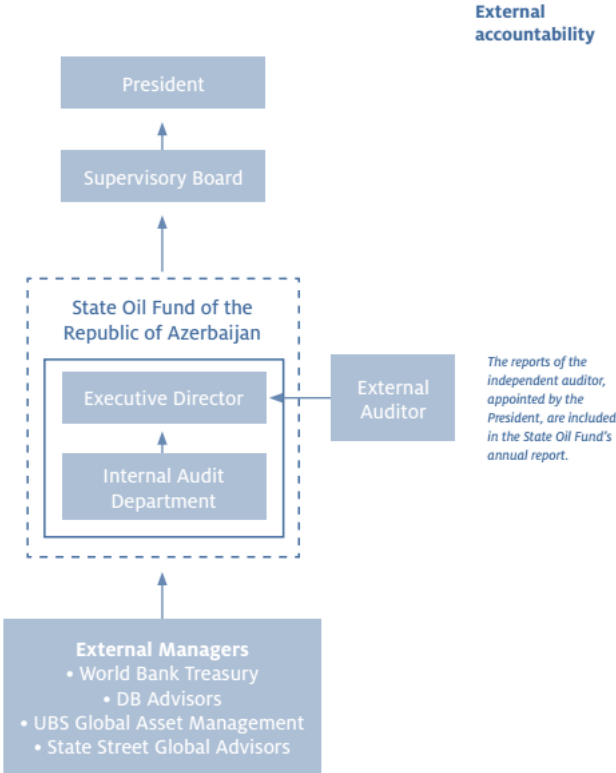 External
accountability
President
Supervisory Board
State Oil Fund of the
Republic of Azerbaijan
Executive Director
External
Auditor
The reports of the
independent auditor,
appointed by the
President, are included
in the State Oil Fund's
annual report.
Internal Audit
Department
External Managers
• World Bank Treasury
• DB Advisors
• UBS Global Asset Management
• State Street Global Advisors